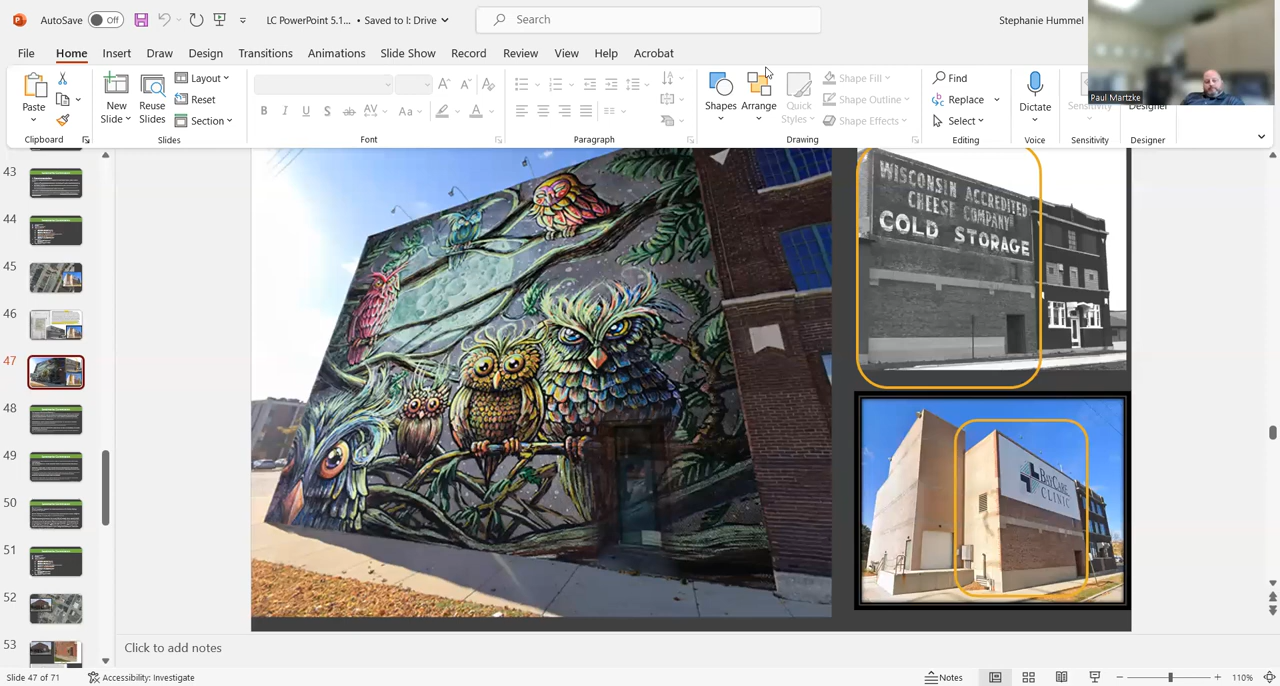 AutoSave
Off
LC PowerPoint 5.1... • Saved to I: Drive
Search
Stephanie Hummel
File
Home
Insert
Draw
Design
Transitions
Animations
Slide Show
Record
Review
View
Help
Acrobat
Paste
New
Slide
Reuse
Slides
Layout
Reset
Section
B
I
U
S
ab
AV
Aa
A
Shapes
Arrange
Quick
Styles
Shape Fill
Shape Outline
Shape Effects
Find
Replace
Select
Dictate
Sensitivity
Designer
Paul Martzke
Clipboard
Slides
Font
Paragraph
Drawing
Editing
Voice
Sensitivity
Designer
43
44
45
46
47
48
49
50
51
52
53
WISCONSIN ACCREDITED
CHEESE COMPANY
COLD STORAGE
BAYCARE
CLINIC
Click to add notes
Slide 47 of 71
Accessibility: Investigate
Notes
110%